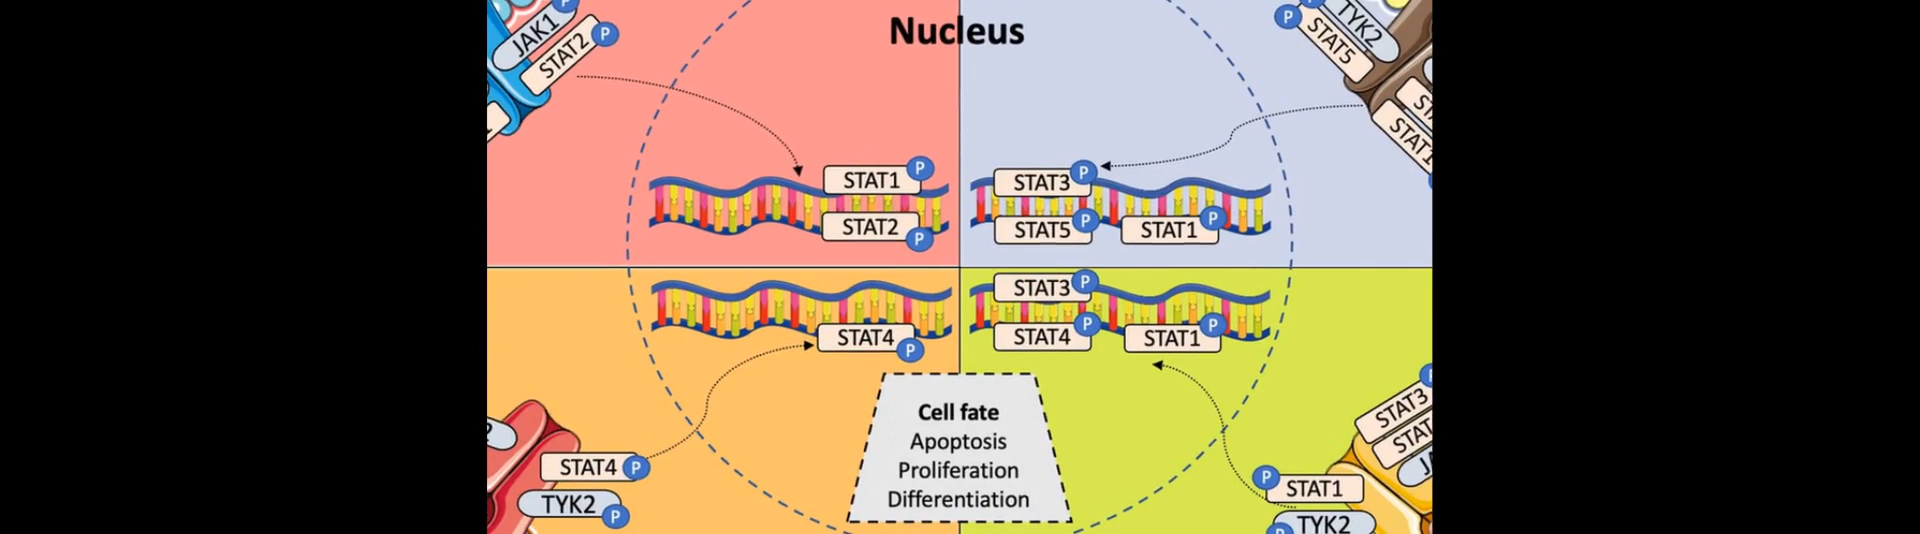 Nucleus
P
JAK1
STAT2
P
P
TYK2
STAT5
STAT1
STAT1
P
STAT2
P
STAT3
P
STAT5
P
STAT1
P
STAT4
P
STAT3
P
STAT4
P
STAT1
P
Cell fate
Apoptosis
Proliferation
Differentiation
STAT4
P
TYK2
P
STAT3
P
STAT1
P
TYK2
P